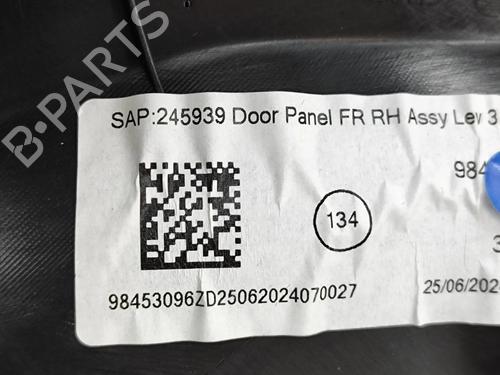 SAP:245939 Door Panel FR RH Assy Lev 3
984
134
3
98453096ZD25062024070027
25/06/202
B-PARTS